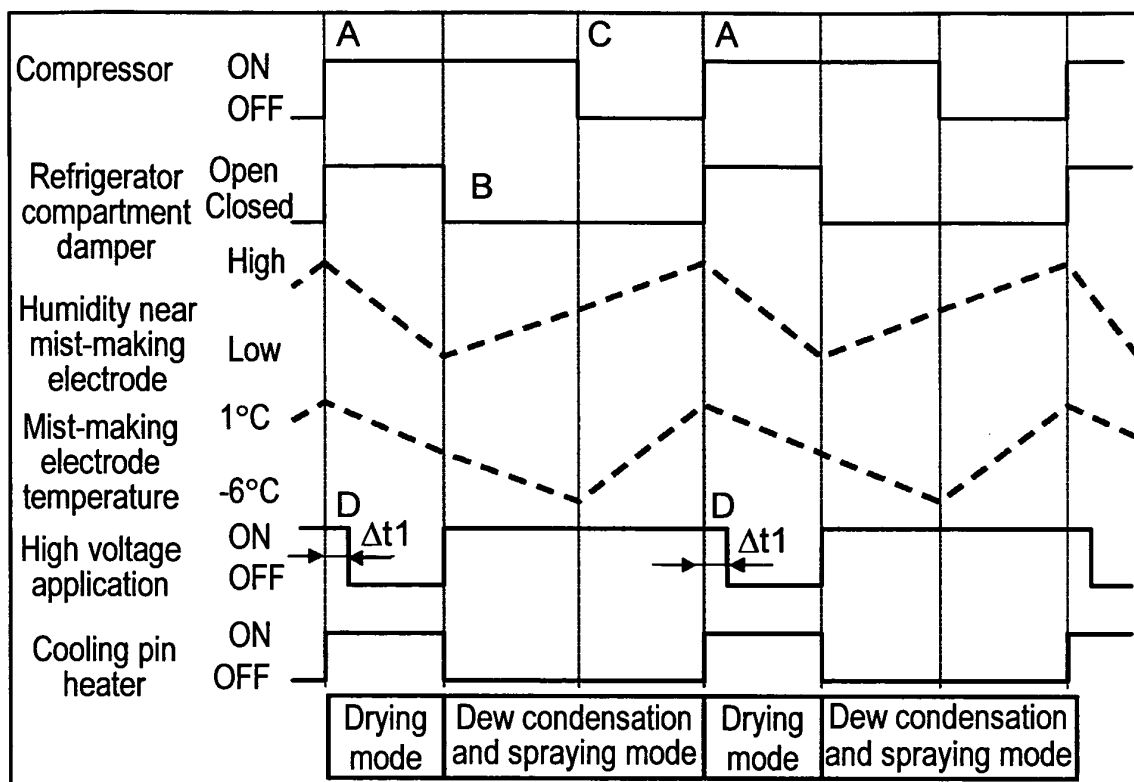 A
C
A
Compressor
ON
OFF
Refrigerator
compartment
damper
Open
Closed
B
High
Humidity near
mist-making
electrode
Low
Mist-making
electrode
temperature
1°C
-6°C
D
D
High voltage
application
ON
OFF
Δt1
Δt1
Cooling pin
heater
ON
OFF
Drying
mode
Dew condensation
and spraying mode
Drying
mode
Dew condensation
and spraying mode